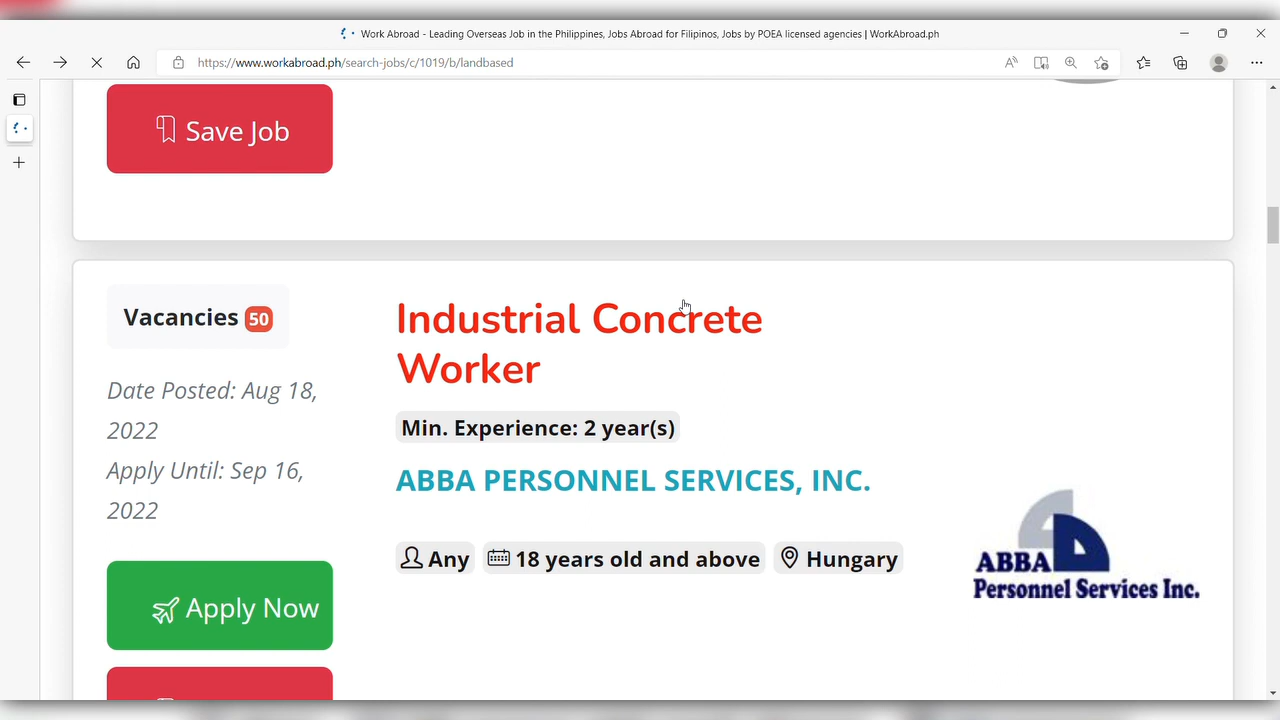 Work Abroad - Leading Overseas Job in the Philippines, Jobs Abroad for Filipinos, Jobs by POEA licensed agencies | WorkAbroad.ph
https://www.workabroad.ph/search-jobs/c/1019/b/landbased
Save Job
Vacancies 50
Date Posted: Aug 18,
2022
Apply Until: Sep 16,
2022
Apply Now
Industrial Concrete
Worker
Min. Experience: 2 year(s)
ABBA PERSONNEL SERVICES, INC.
Any 18 years old and above Hungary
ABBA
Personnel Services Inc.